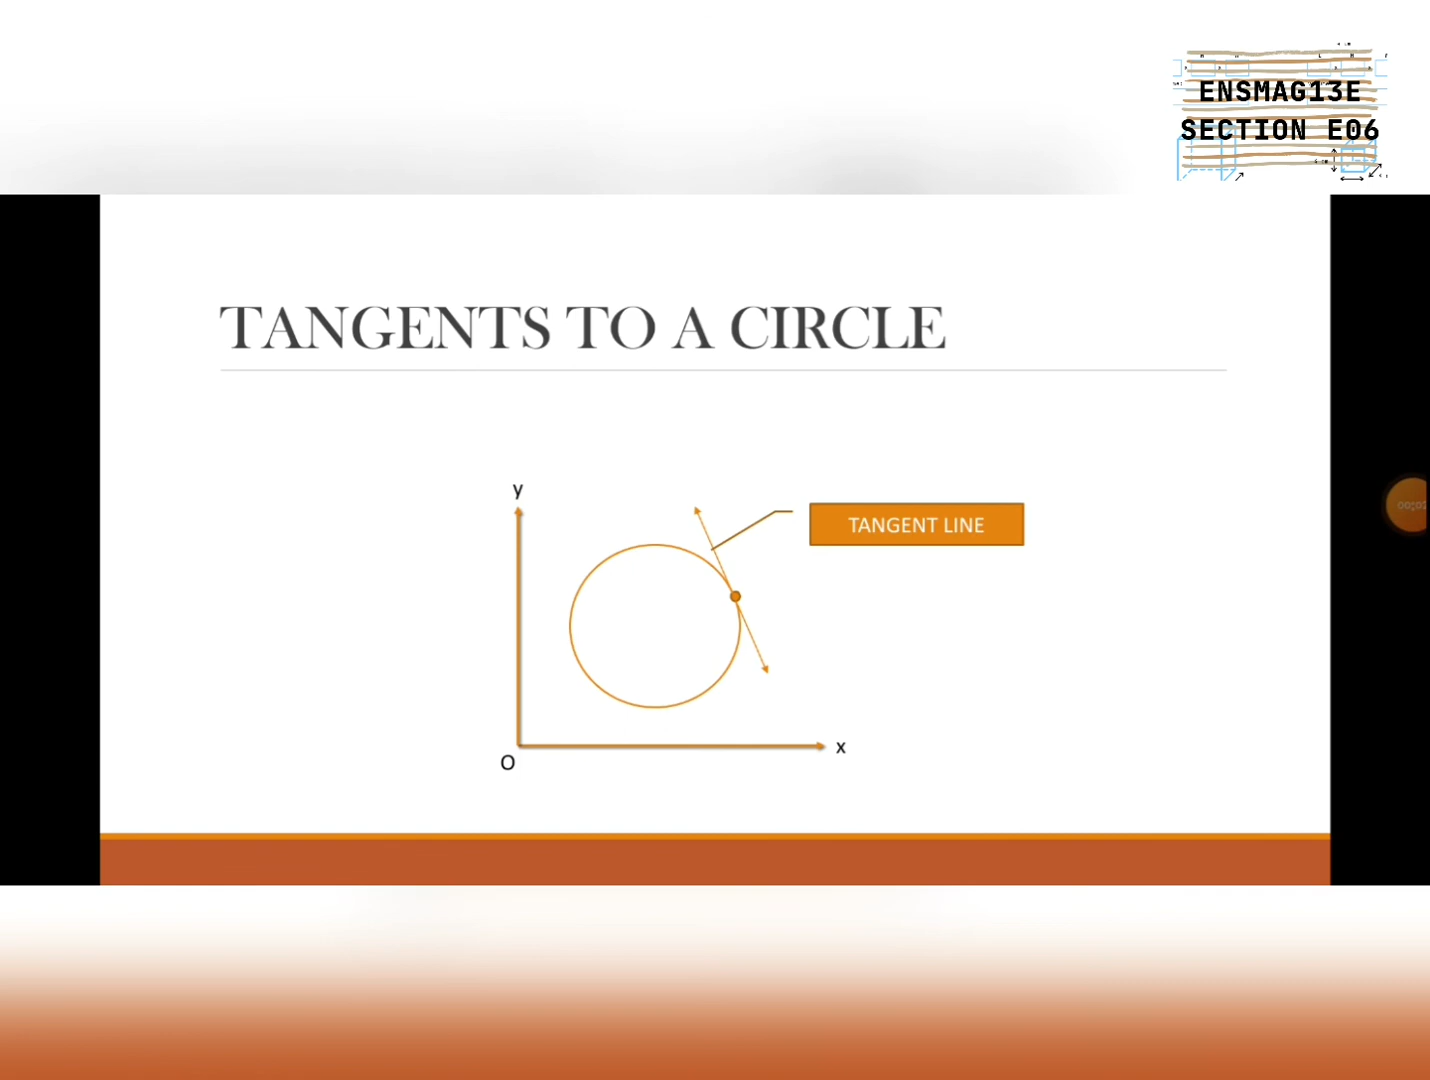 ENSMAG13E
SECTION E06
TANGENTS TO A CIRCLE
y
TANGENT LINE
x
O